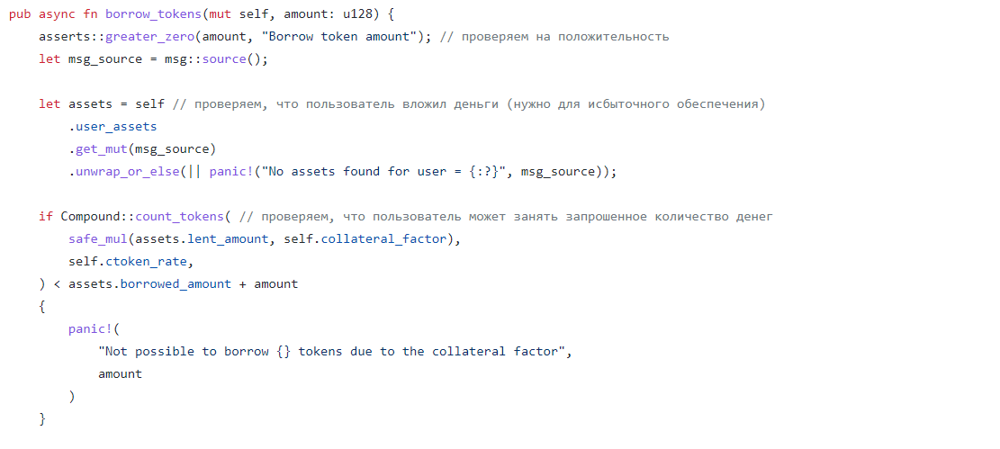 pub async fn borrow_tokens(mut self, amount: u128) {
    asserts::greater_zero(amount, "Borrow token amount"); // проверяем на положительность
    let msg_source = msg::source();

    let assets = self // проверяем, что пользователь вложил деньги (нужно для исбыточного обеспечения)
        .user_assets
        .get_mut(msg_source)
        .unwrap_or_else(|| panic!("No assets found for user = {:?}", msg_source));

    if Compound::count_tokens( // проверяем, что пользователь может занять запрошенное количество денег
        safe_mul(assets.lent_amount, self.collateral_factor),
        self.ctoken_rate,
    ) < assets.borrowed_amount + amount
    {
        panic!(
            "Not possible to borrow {} tokens due to the collateral factor",
            amount
        )
    }